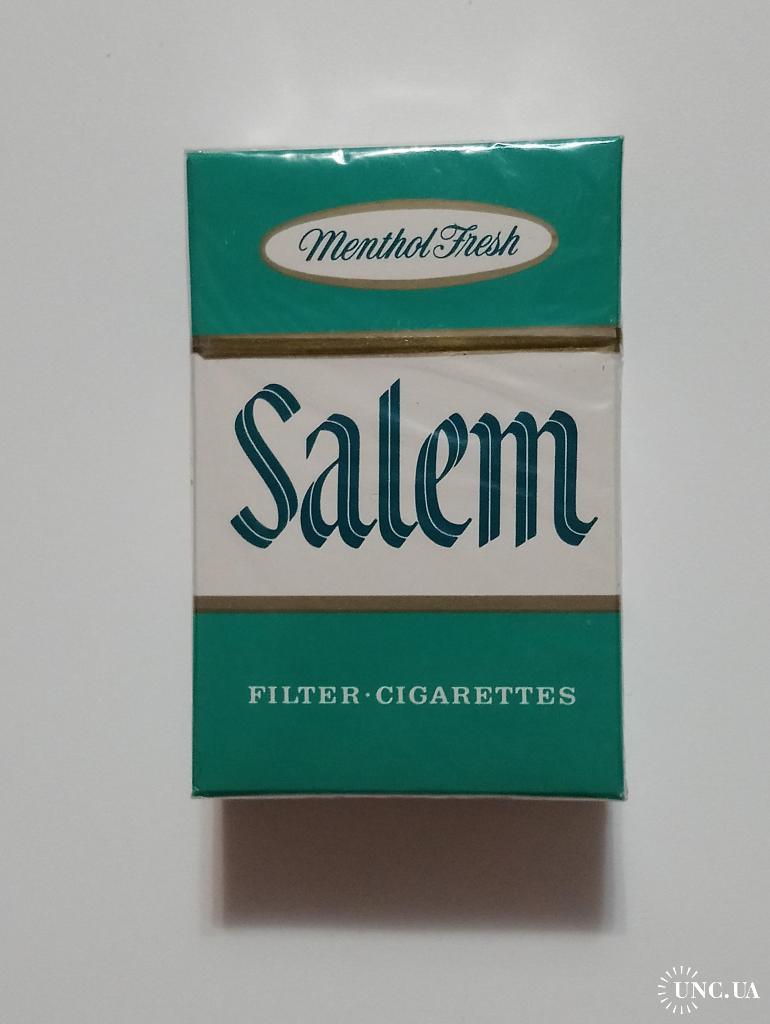 Menthol Fresh
Salem
FILTER·CIGARETTES
UNC.UA